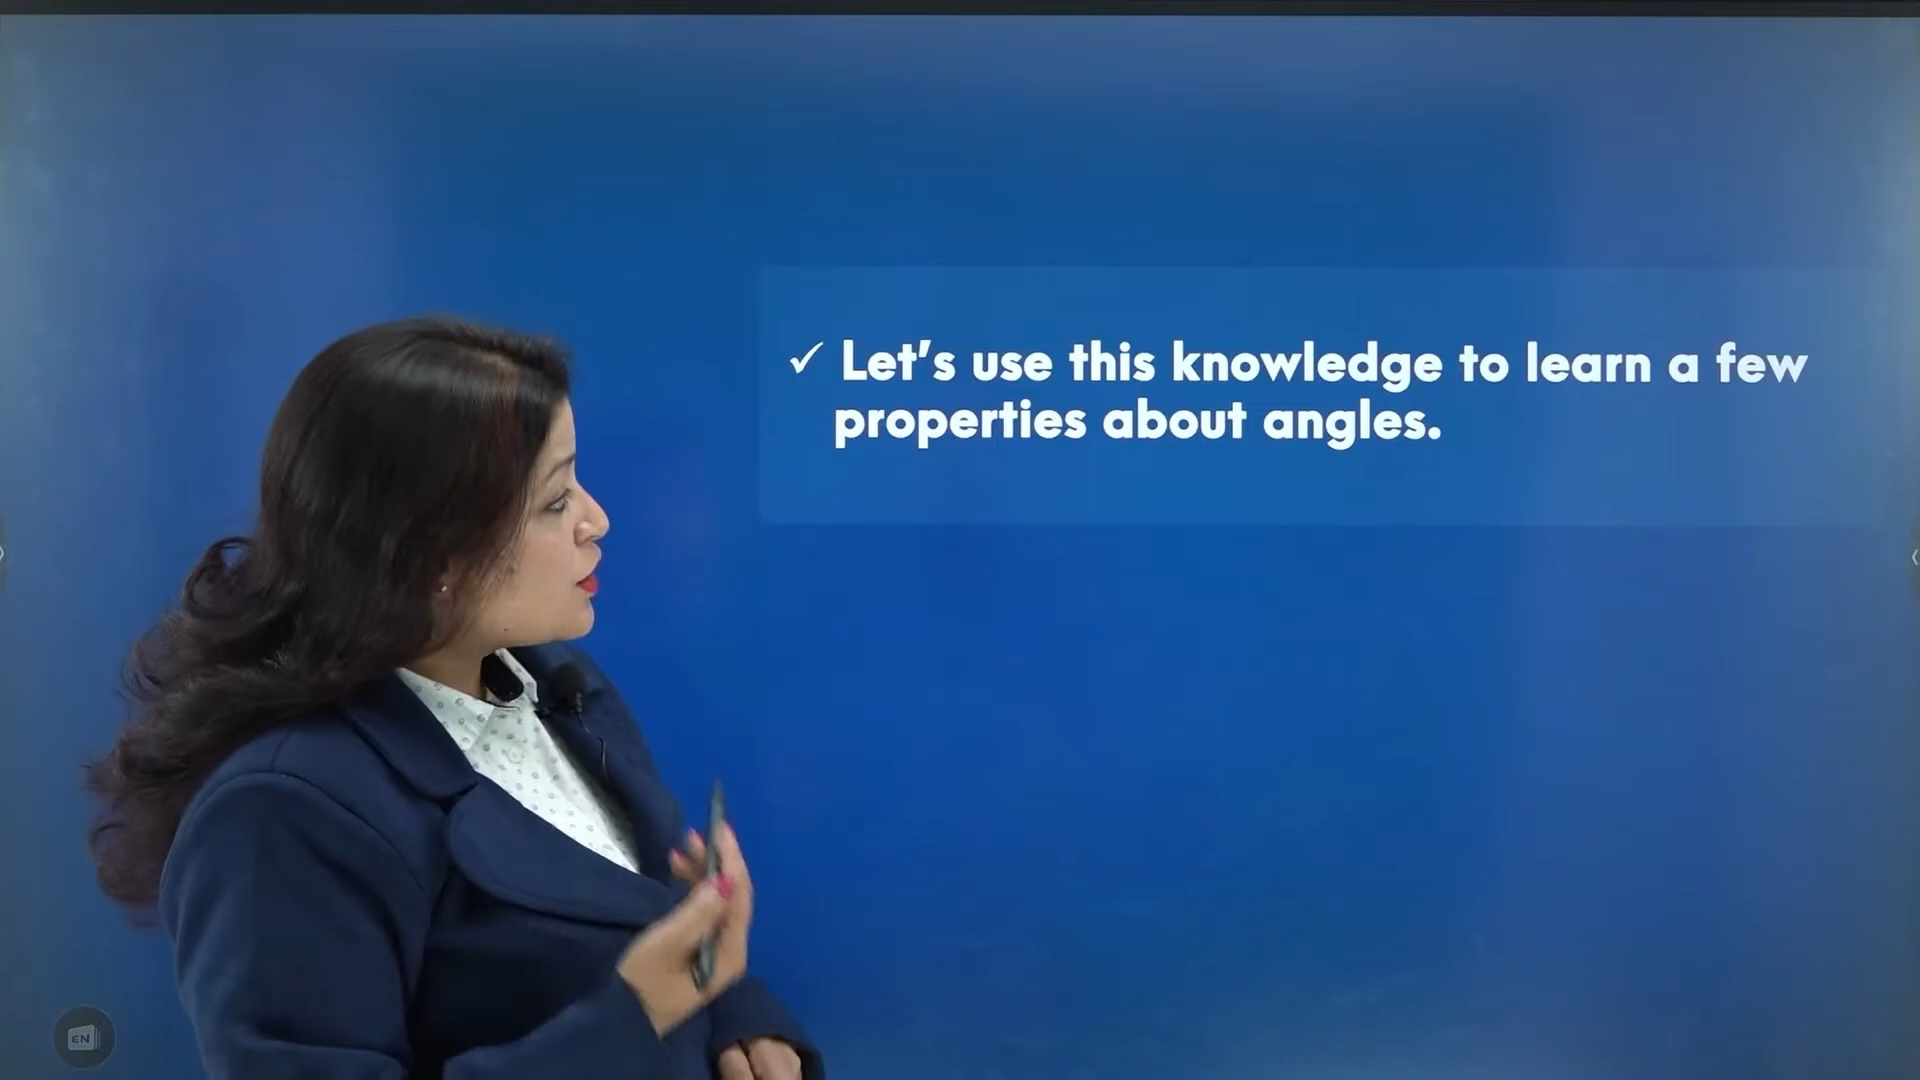 ✓ Let's use this knowledge to learn a few
properties about angles.
EN